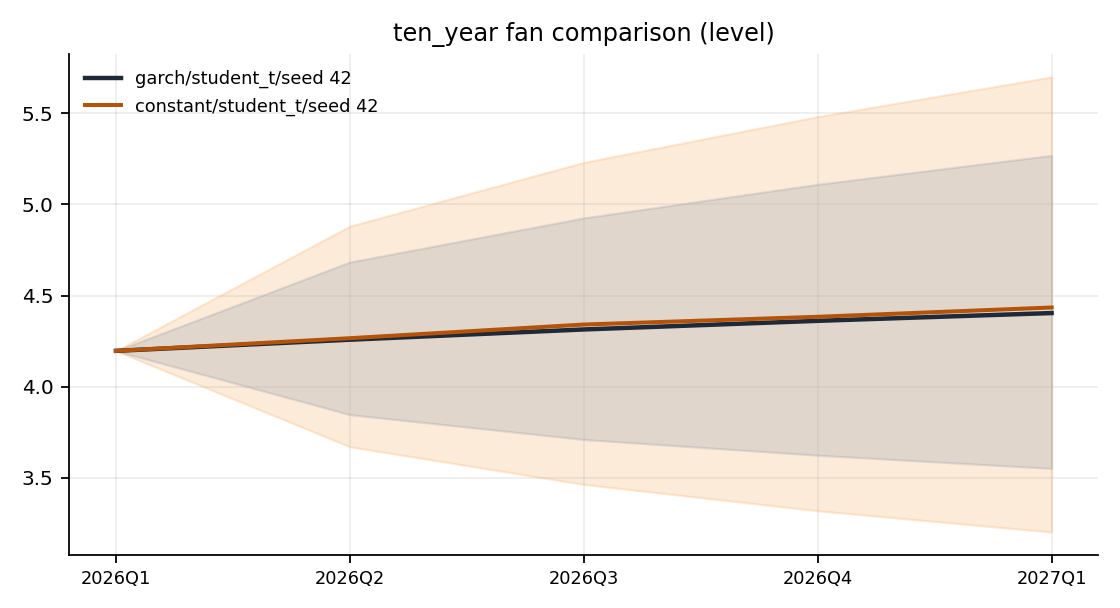 ten_year fan comparison (level)
garch/student_t/seed 42
constant/student_t/seed 42
5.5
5.0
4.5
4.0
3.5
2026Q1 2026Q2 2026Q3 2026Q4 2027Q1